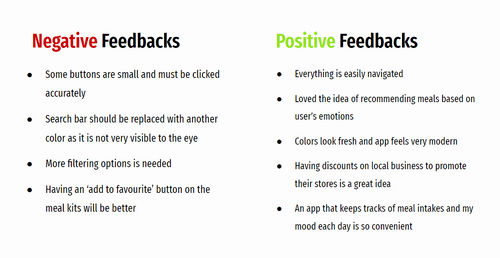 Negative Feedbacks
● Some buttons are small and must be clicked
accurately
● Search bar should be replaced with another
color as it is not very visible to the eye
● More filtering options is needed
● Having an ‘add to favourite’ button on the
meal kits will be better
Positive Feedbacks
● Everything is easily navigated
● Loved the idea of recommending meals based on
user's emotions
● Colors look fresh and app feels very modern
● Having discounts on local business to promote
their stores is a great idea
● An app that keeps tracks of meal intakes and my
mood each day is so convenient